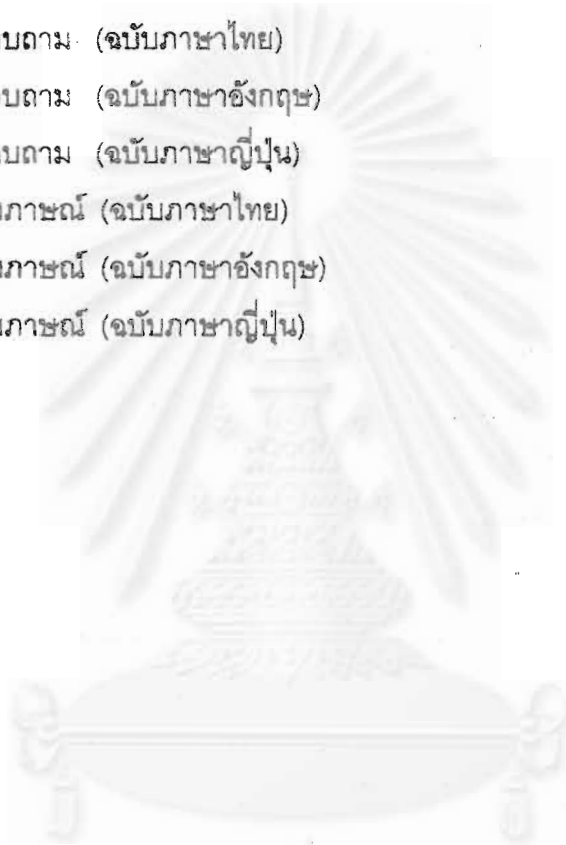 บถาม (ฉบับภาษาไทย)
บถาม (ฉบับภาษาอังกฤษ)
บถาม (ฉบับภาษาญี่ปุ่น)
ภาษณ์ (ฉบับภาษาไทย)
ภาษณ์ (ฉบับภาษาอังกฤษ)
ภาษณ์ (ฉบับภาษาญี่ปุ่น)